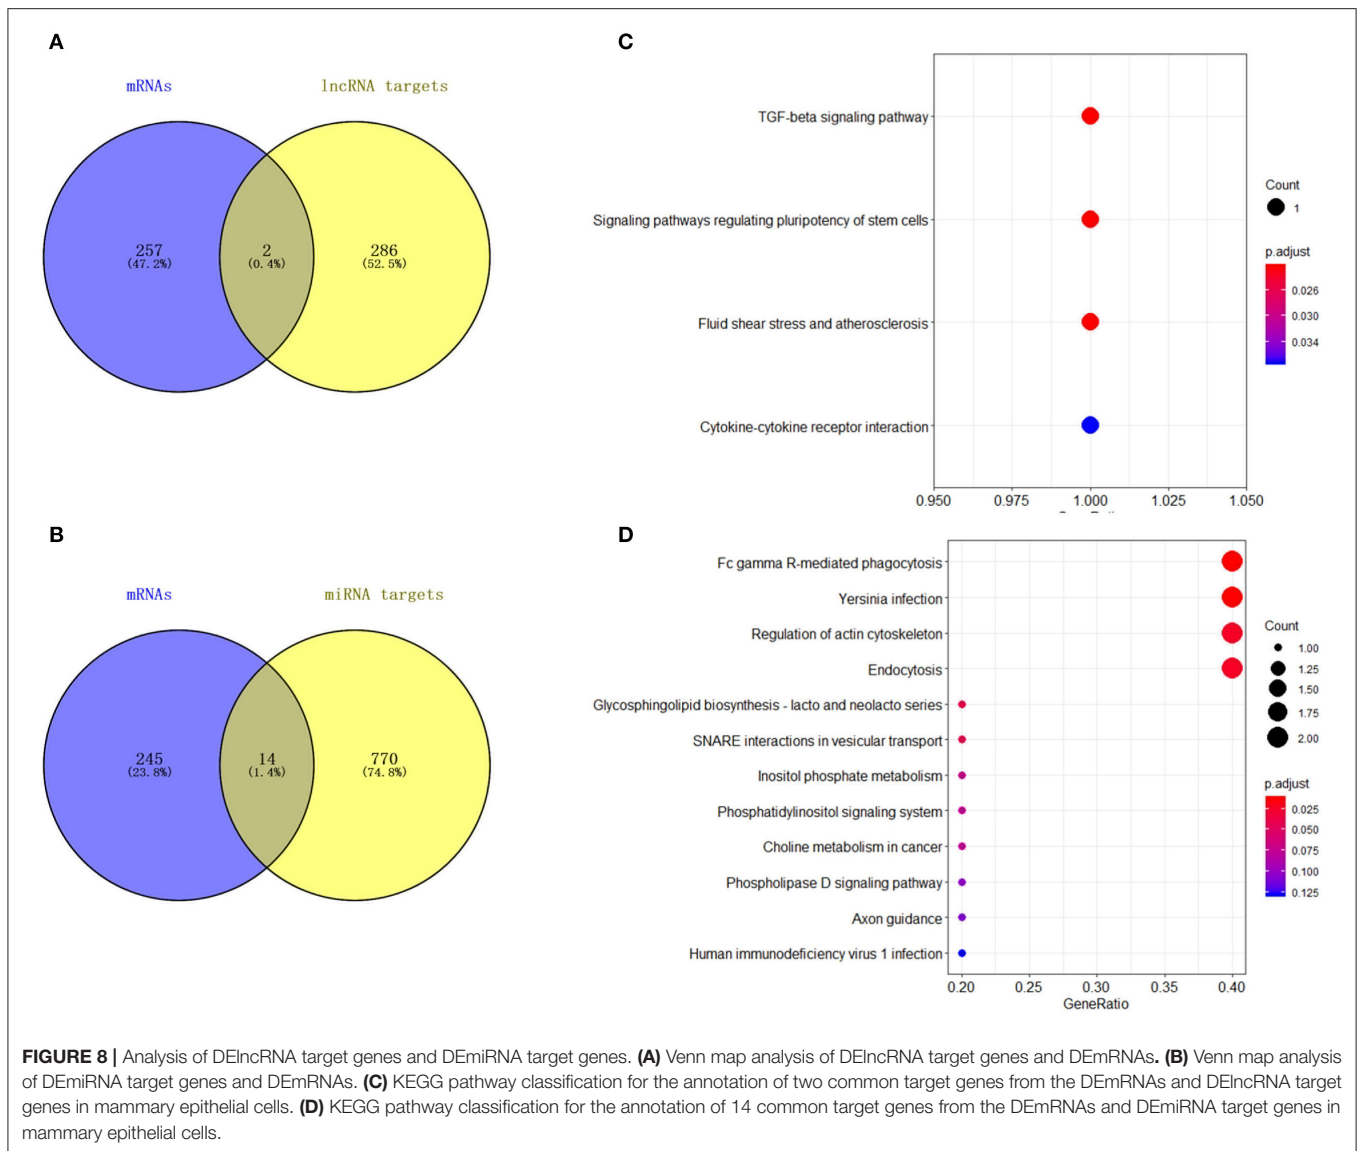 A
mRNAs
lncRNA targets
257
(47.2%)
2
(0.4%)
286
(52.5%)
C
TGF-beta signaling pathway
Signaling pathways regulating pluripotency of stem cells
Fluid shear stress and atherosclerosis
Cytokine-cytokine receptor interaction
0.950 0.975 1.000 1.025 1.050
Count
1
p.adjust
0.026
0.030
0.034
B
mRNAs
miRNA targets
245
(23.8%)
14
(1.4%)
770
(74.8%)
D
Fc gamma R-mediated phagocytosis
Yersinia infection
Regulation of actin cytoskeleton
Endocytosis
Glycosphingolipid biosynthesis - lacto and neolacto series
SNARE interactions in vesicular transport
Inositol phosphate metabolism
Phosphatidylinositol signaling system
Choline metabolism in cancer
Phospholipase D signaling pathway
Axon guidance
Human immunodeficiency virus 1 infection
0.20 0.25 0.30 0.35 0.40
GeneRatio
Count
1.00
1.25
1.50
1.75
2.00
p.adjust
0.025
0.050
0.075
0.100
0.125
FIGURE 8 | Analysis of DElncRNA target genes and DEmiRNA target genes. (A) Venn map analysis of DElncRNA target genes and DEmRNAs. (B) Venn map analysis
of DEmiRNA target genes and DEmRNAs. (C) KEGG pathway classification for the annotation of two common target genes from the DEmRNAs and DElncRNA target
genes in mammary epithelial cells. (D) KEGG pathway classification for the annotation of 14 common target genes from the DEmRNAs and DEmiRNA target genes in
mammary epithelial cells.